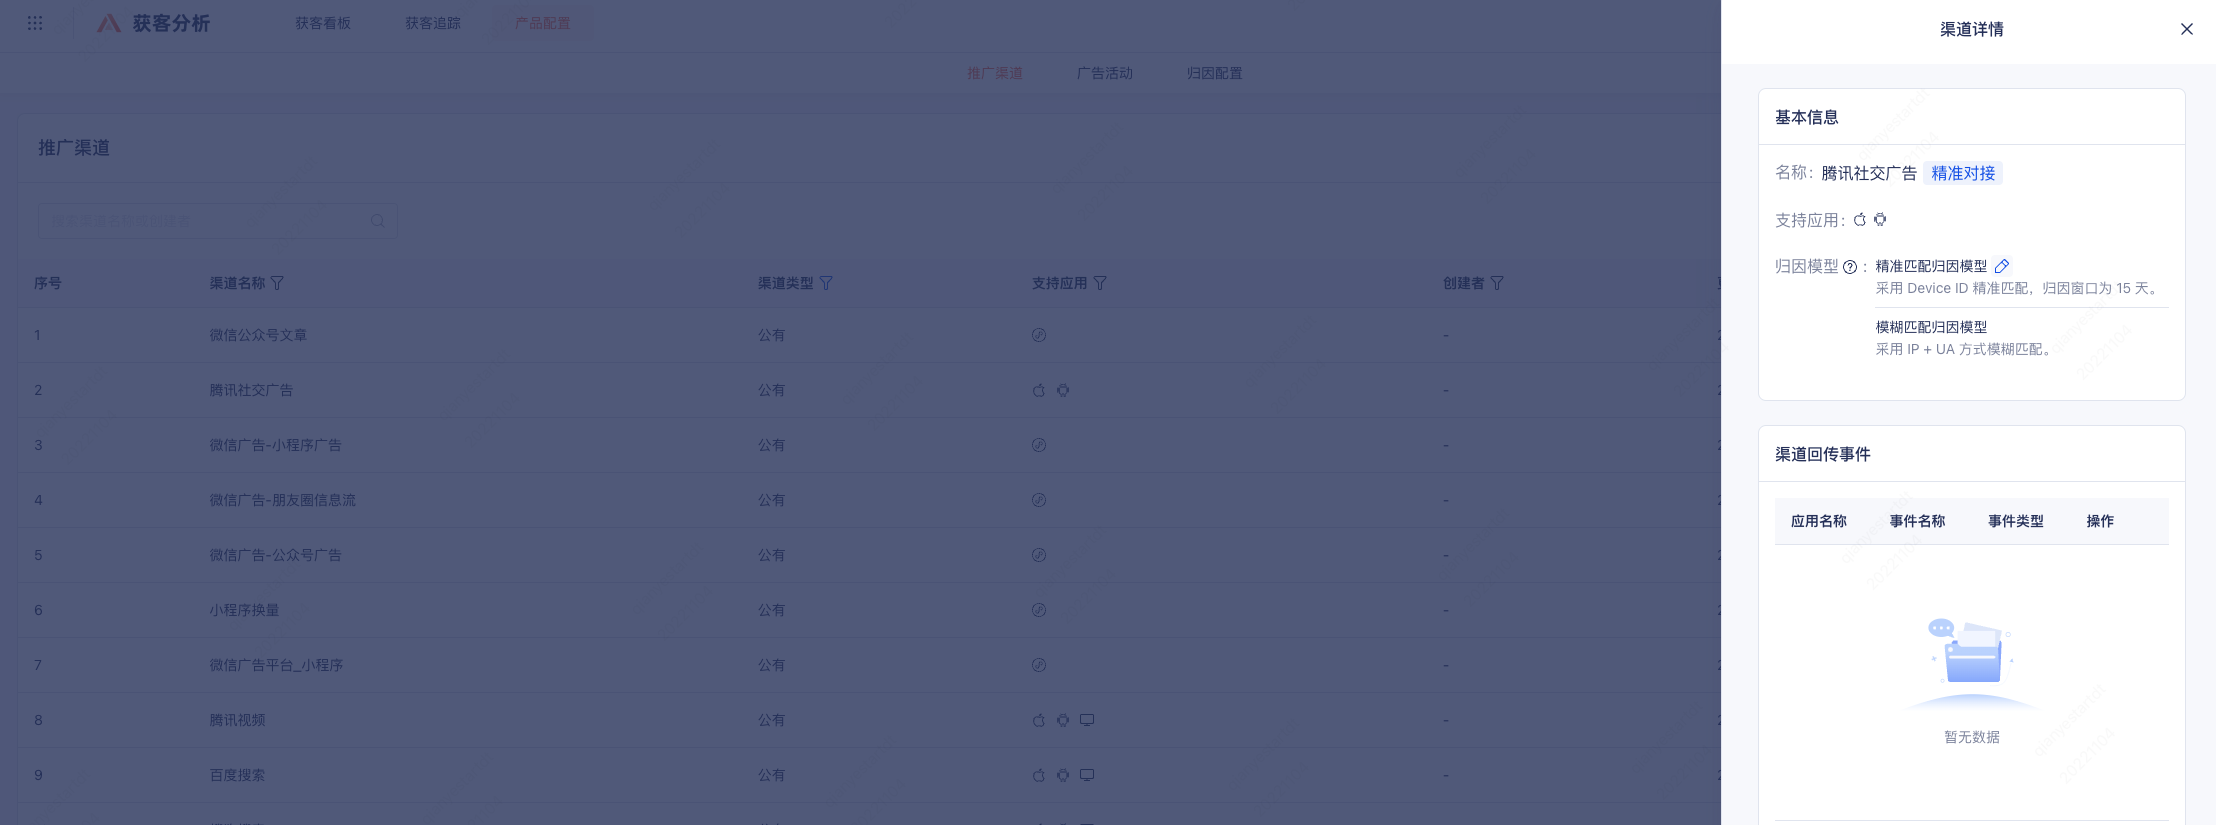 获客分析 获客看板 获客追踪 产品配置
推广渠道 广告活动 归因配置
推广渠道
搜索渠道名称或创建者
序号 渠道名称 渠道类型 支持应用 创建者
1 微信公众号文章 公有 -
2 腾讯社交广告 公有 -
3 微信广告-小程序广告 公有 -
4 微信广告-朋友圈信息流 公有 -
5 微信广告-公众号广告 公有 -
6 小程序换量 公有 -
7 微信广告平台_小程序 公有 -
8 腾讯视频 公有 -
9 百度搜索 公有 -
渠道详情
基本信息
名称: 腾讯社交广告 精准对接
支持应用:
归因模型 : 精准匹配归因模型
采用 Device ID 精准匹配，归因窗口为 15 天。
模糊匹配归因模型
采用 IP + UA 方式模糊匹配。
渠道回传事件
应用名称 事件名称 事件类型 操作
暂无数据
20221104